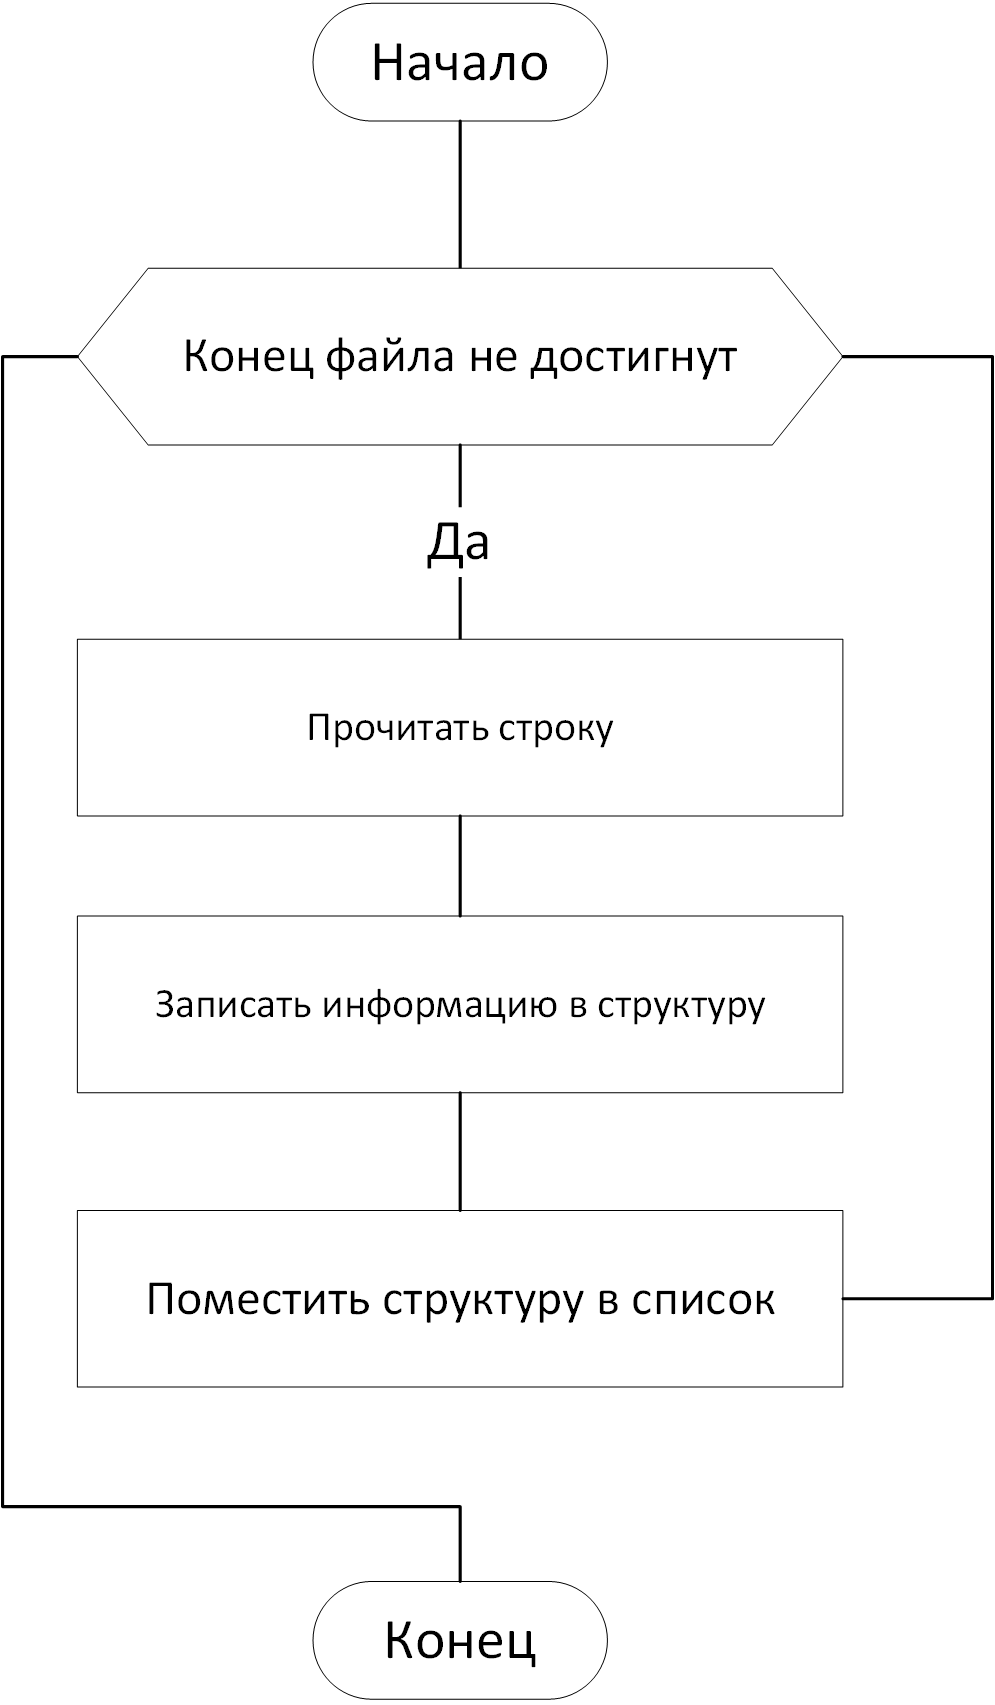 Начало
Конец файла не достигнут
Да
Прочитать строку
Записать информацию в структуру
Поместить структуру в список
Конец